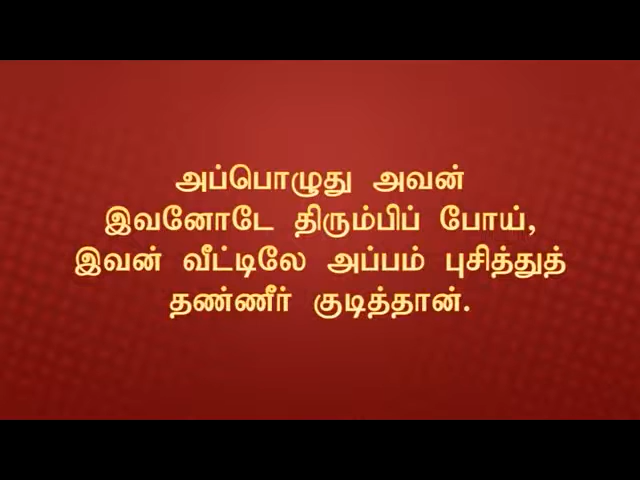 அப்பொழுது அவன்
இவனோடே திரும்பிப் போய்,
இவன் வீட்டிலே அப்பம் புசித்துத்
தண்ணீர் குடித்தான்.